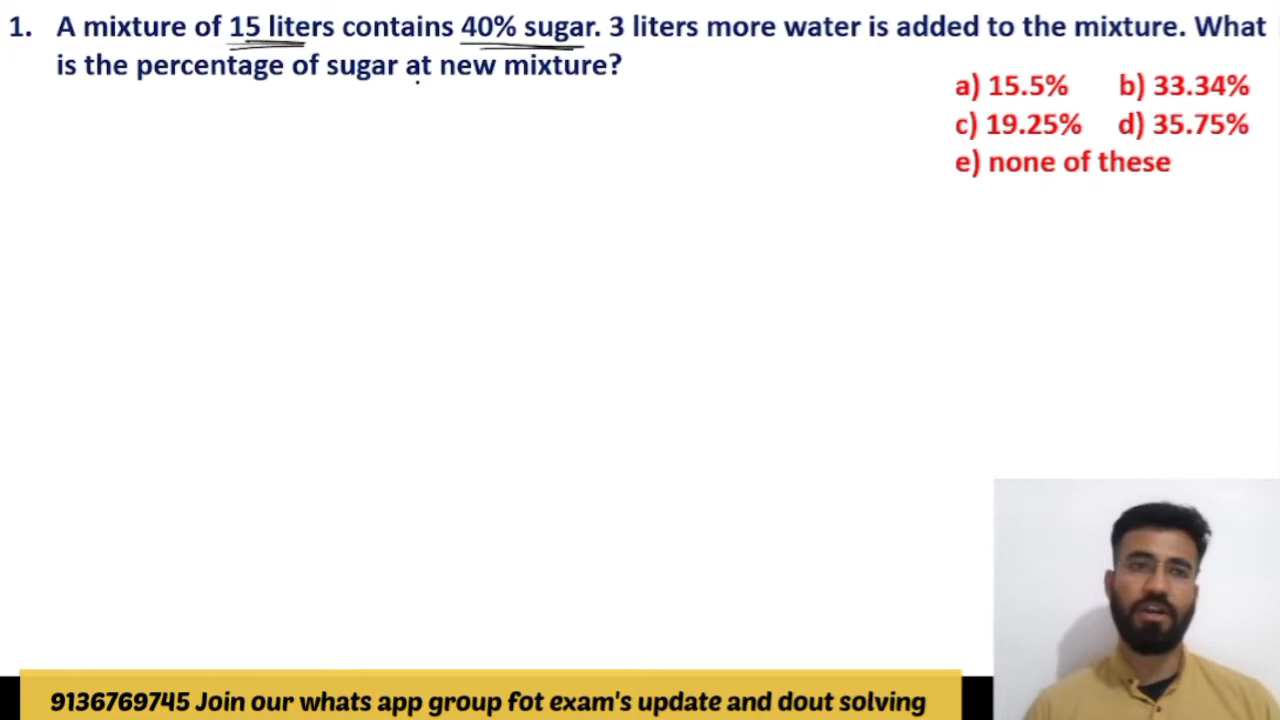 1. A mixture of 15 liters contains 40% sugar. 3 liters more water is added to the mixture. What
is the percentage of sugar at new mixture?
a) 15.5% b) 33.34%
c) 19.25% d) 35.75%
e) none of these
9136769745 Join our whats app group fot exam's update and dout solving